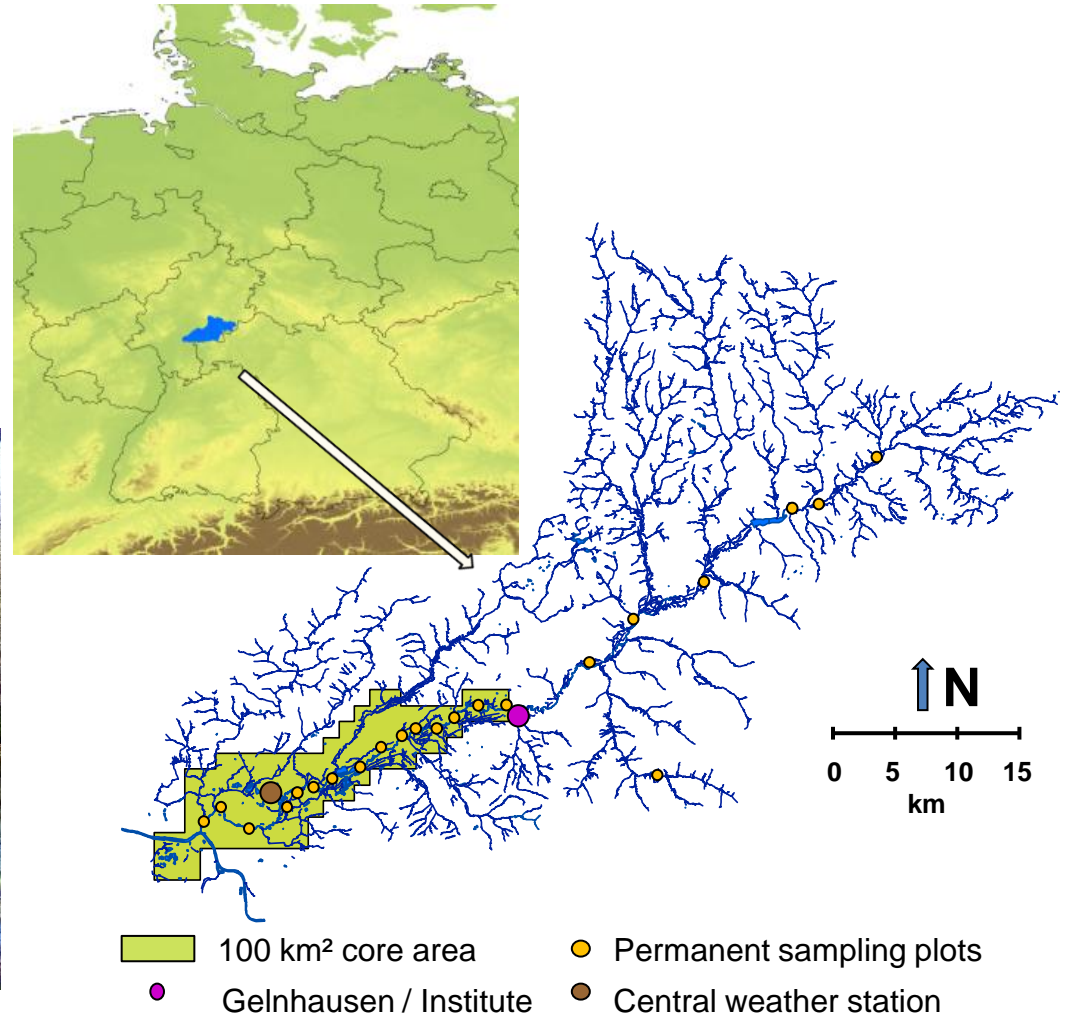 N
0 5 10 15
km
100 km² core area
Permanent sampling plots
Gelnhausen / Institute
Central weather station